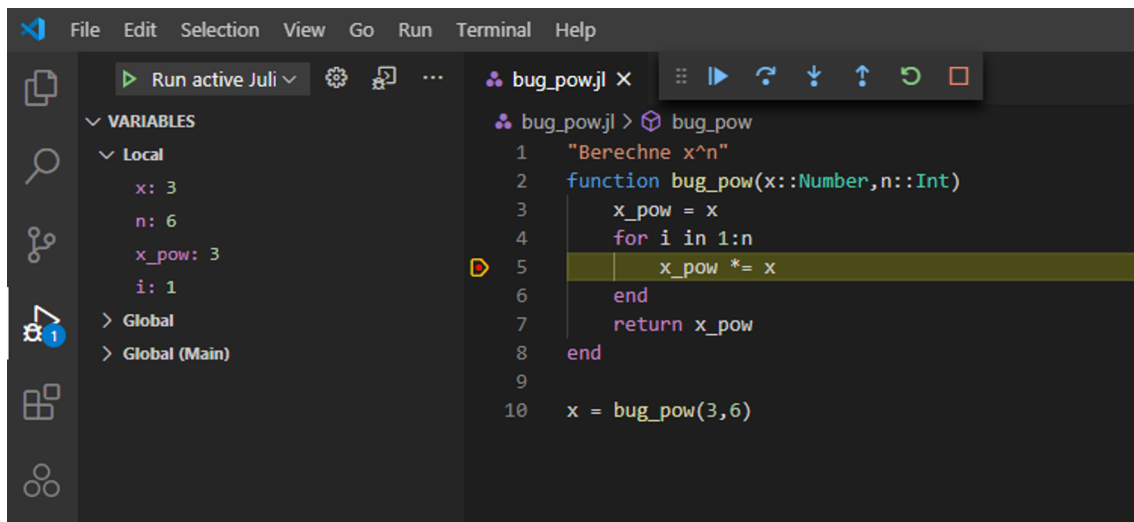 File Edit Selection View Go Run Terminal Help
Run active Juli
bug_pow.jl
VARIABLES
Local
x: 3
n: 6
x_pow: 3
i: 1
Global
Global (Main)
1
bug_pow.jl > bug_pow
1 "Berechne x^n"
2 function bug_pow(x::Number,n::Int)
3 x_pow = x
4 for i in 1:n
5 x_pow *= x
6 end
7 return x_pow
8 end
9
10 x = bug_pow(3,6)